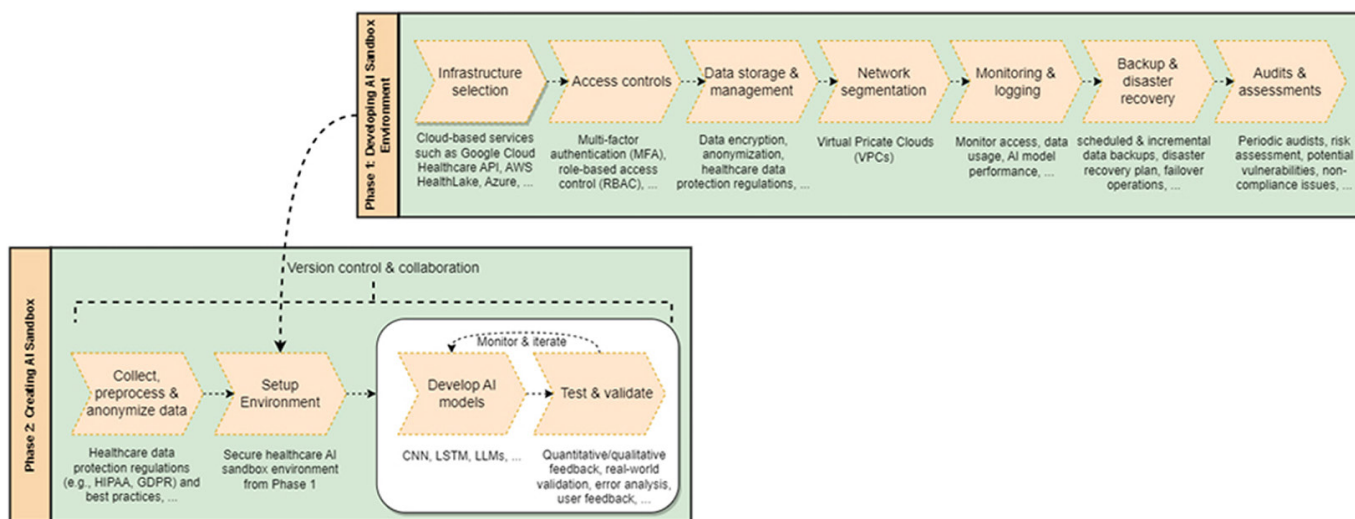 Phase 1: Developing AI Sandbox
Environment
Infrastructure
selection
Cloud-based services
such as Google Cloud
Healthcare API, AWS
HealthLake, Azure, ...
Access controls
Multi-factor
authentication (MFA),
role-based access
control (RBAC), ...
Data storage &
management
Data encryption,
anonymization,
healthcare data
protection regulations, ...
Network
segmentation
Virtual Private Clouds
(VPCs)
Monitoring &
logging
Monitor access, data
usage, AI model
performance, ...
Backup &
disaster
recovery
scheduled & incremental
data backups, disaster
recovery plan, failover
operations, ...
Audits &
assessments
Periodic audists, risk
assessment, potential
vulnerabilities, non-
compliance issues, ...
Phase 2: Creating AI Sandbox
Version control & collaboration
Collect,
preprocess &
anonymize data
Healthcare data
protection regulations
(e.g., HIPAA, GDPR) and
best practices, ...
Setup
Environment
Secure healthcare AI
sandbox environment
from Phase 1
Monitor & iterate
Develop AI
models
CNN, LSTM, LLMs, ...
Test & validate
Quantitative/qualitative
feedback, real-world
validation, error analysis,
user feedback, ...